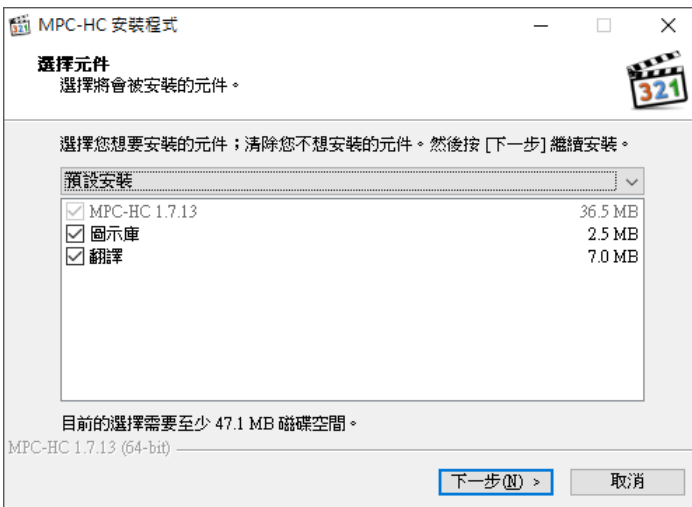 MPC-HC 安裝程式
選擇元件
選擇將會被安裝的元件。
321
選擇您想要安裝的元件；清除您不想安裝的元件。然後按 [下一步] 繼續安裝。
預設安裝
MPC-HC 1.7.13 36.5 MB
圖示庫 2.5 MB
翻譯 7.0 MB
目前的選擇需要至少 47.1 MB 磁碟空間。
MPC-HC 1.7.13 (64-bit)
下一步(N) > 取消